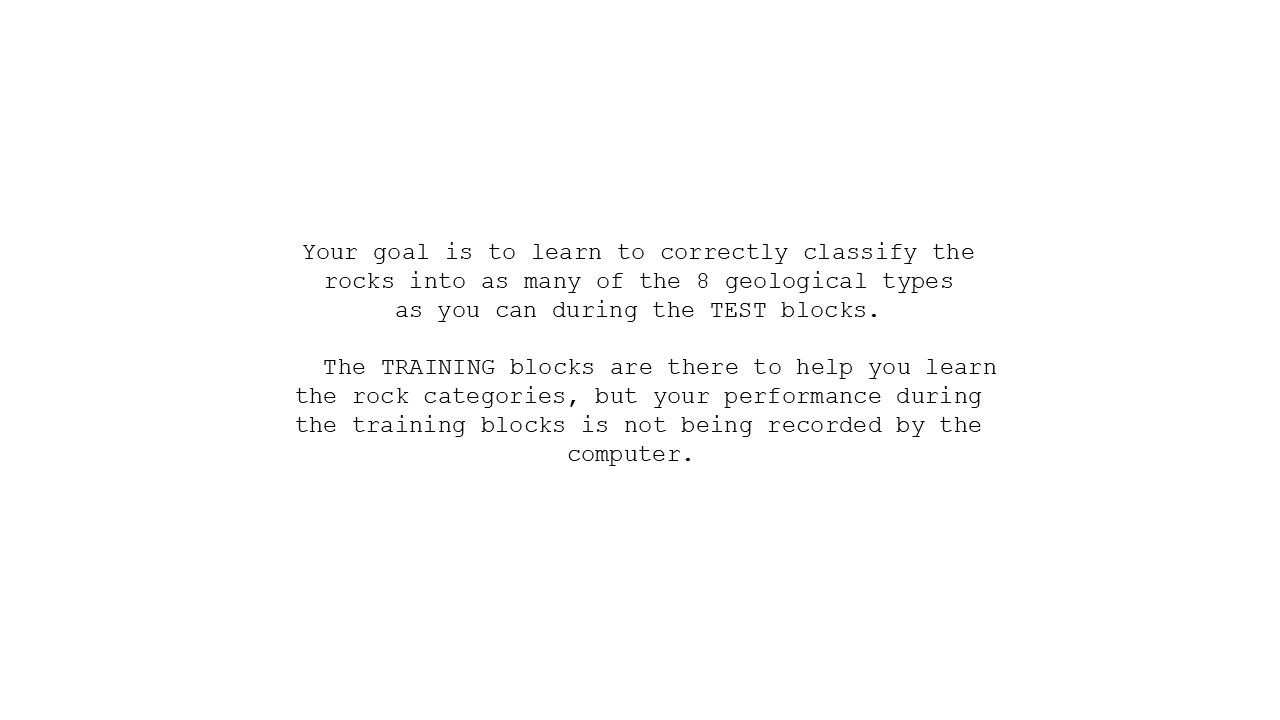 Your goal is to learn to correctly classify the
rocks into as many of the 8 geological types
as you can during the TEST blocks.
The TRAINING blocks are there to help you learn
the rock categories, but your performance during
the training blocks is not being recorded by the
computer.